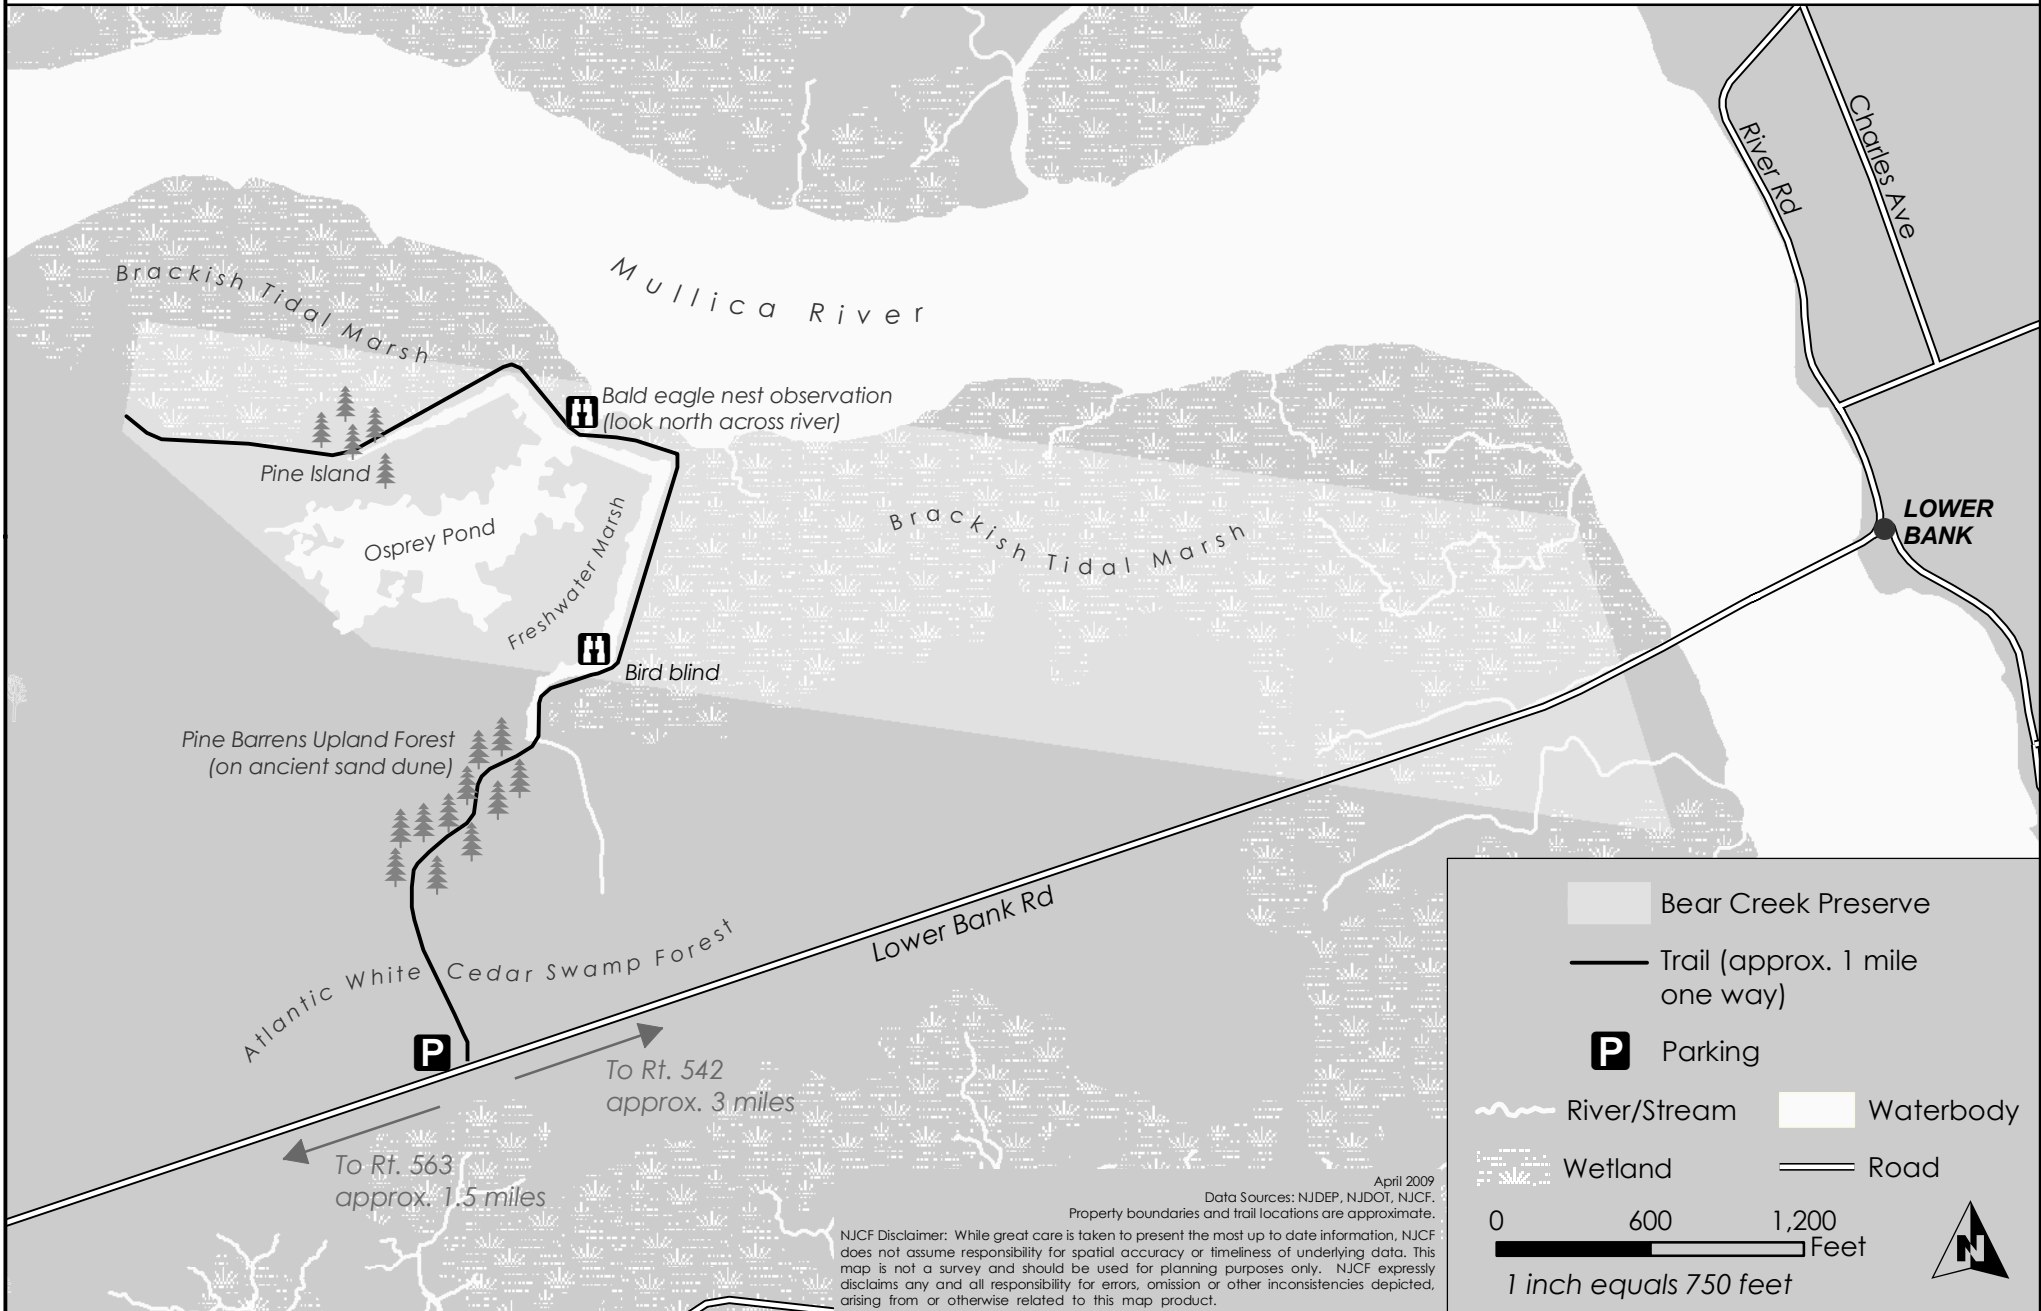 River Rd
Charles Ave
Brackish Tidal Marsh
Mullica River
Bald eagle nest observation
(look north across river)
Pine Island
Osprey Pond
Freshwater Marsh
Brackish Tidal Marsh
LOWER
BANK
Bird blind
Pine Barrens Upland Forest
(on ancient sand dune)
Lower Bank Rd
Atlantic White Cedar Swamp Forest
P
To Rt. 542
approx. 3 miles
To Rt. 563
approx. 1.5 miles
Bear Creek Preserve
Trail (approx. 1 mile
one way)
P Parking
River/Stream
Waterbody
Wetland
Road
0 600 1,200
Feet
1 inch equals 750 feet
N
April 2009
Data Sources: NJDEP, NJDOT, NJCF.
Property boundaries and trail locations are approximate.
NJCF Disclaimer: While great care is taken to present the most up to date information, NJCF
does not assume responsibility for spatial accuracy or timeliness of underlying data. This
map is not a survey and should be used for planning purposes only. NJCF expressly
disclaims any and all responsibility for errors, omission or other inconsistencies depicted,
arising from or otherwise related to this map product.